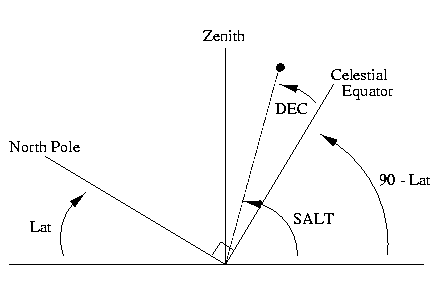 Zenith
Celestial
Equator
DEC
North Pole
90 - Lat
Lat
SALT